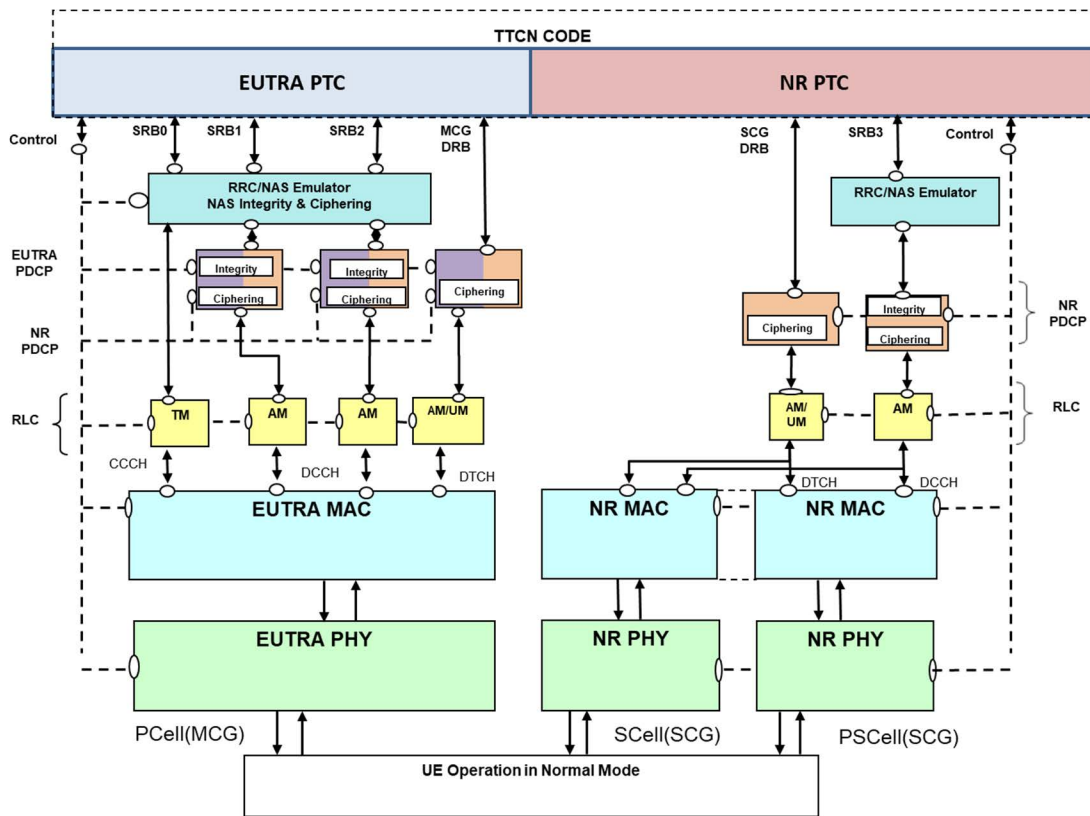 TTCN CODE
EUTRA PTC
NR PTC
Control
SRB0
SRB1
SRB2
MCG
DRB
SCG
DRB
SRB3
Control
RRC/NAS Emulator
NAS Integrity & Ciphering
RRC/NAS Emulator
EUTRA
PDCP
Integrity
Ciphering
Integrity
Ciphering
Ciphering
NR
PDCP
Ciphering
Integrity
Ciphering
NR
PDCP
RLC
TM
AM
AM
AM/UM
AM/
UM
AM
RLC
CCCH
DCCH
DTCH
DTCH
DCCH
EUTRA MAC
NR MAC
NR MAC
EUTRA PHY
NR PHY
NR PHY
PCell(MCG)
SCell(SCG)
PSCell(SCG)
UE Operation in Normal Mode